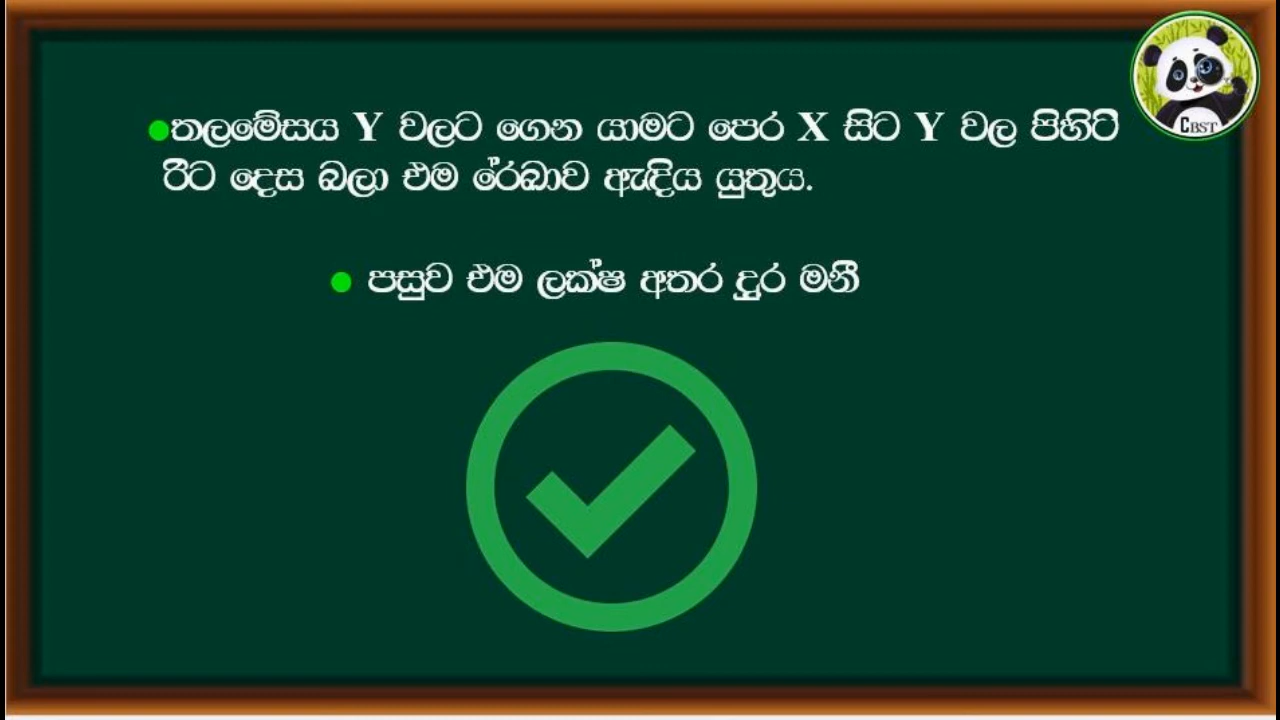 තලමේසය Y වලට ගෙන යාමට පෙර X සිට Y වල පිහිටි
රිට දෙස බලා එම රේඛාව ඇඳිය යුතුය.
පසුව එම ලක්ෂ අතර දුර මනී
CBST